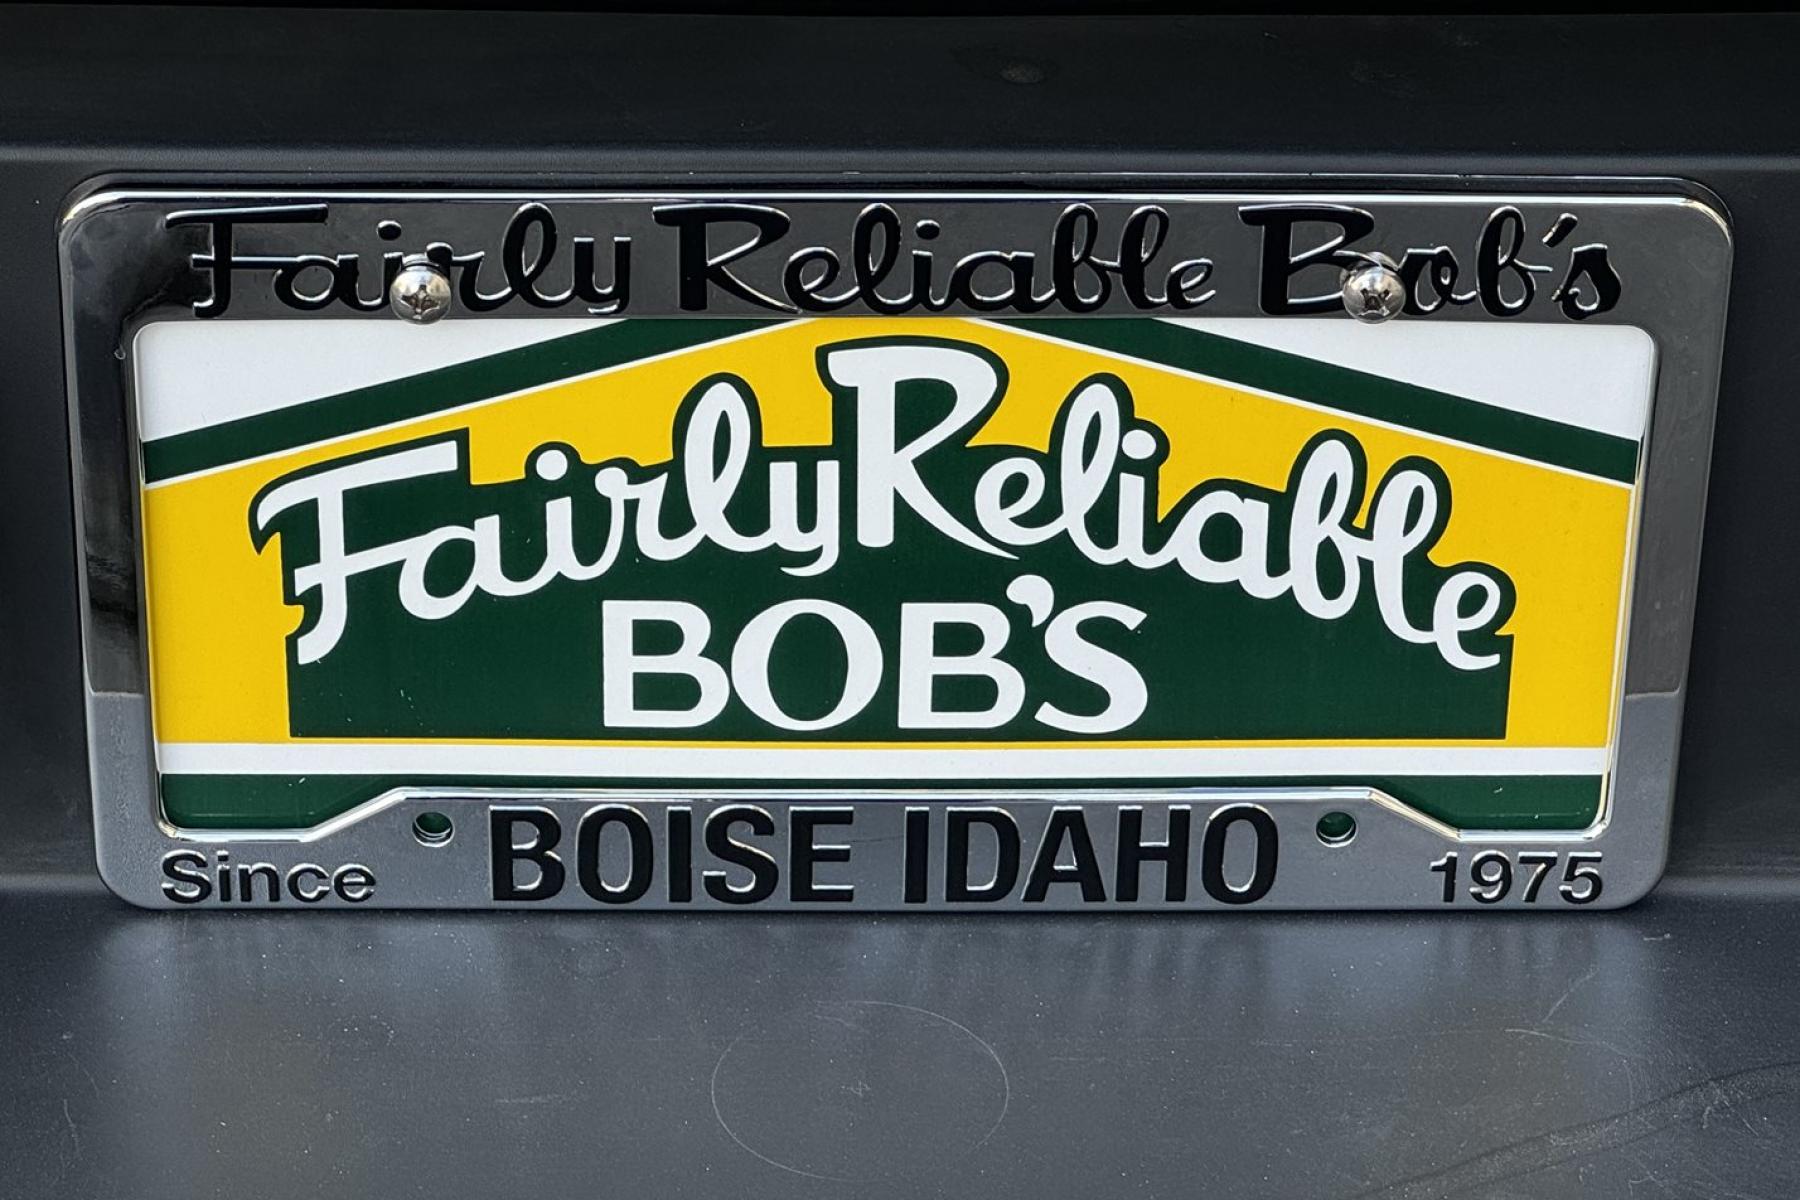 Fairly Reliable Bob's
Fairly Reliable
BOB'S
Since BOISE IDAHO 1975